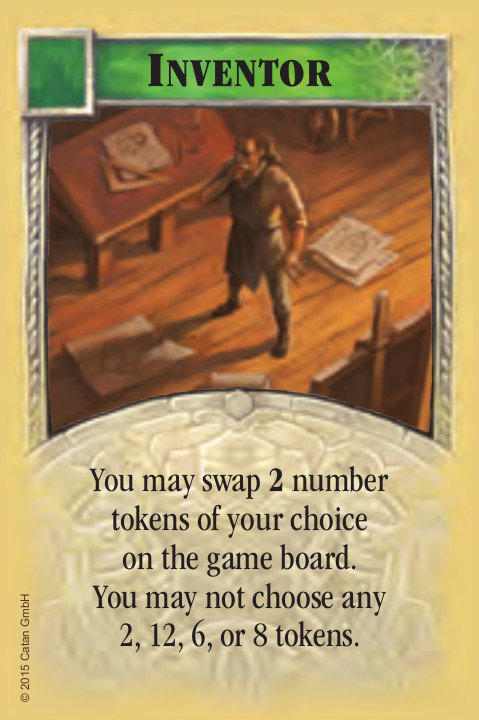 INVENTOR
You may swap 2 number
tokens of your choice
on the game board.
You may not choose any
2, 12, 6, or 8 tokens.
© 2015 Catan GmbH